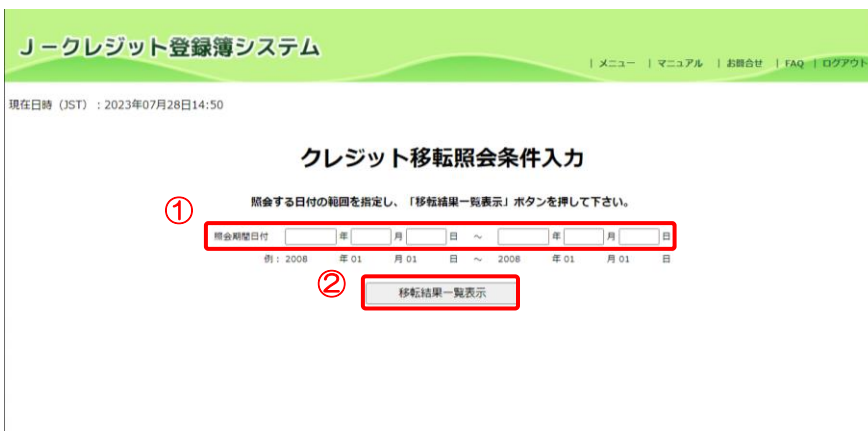 J-クレジット登録簿システム
| メニュー | マニュアル | お問合せ | FAQ | ログアウト
現在日時（JST）：2023年07月28日14:50
クレジット移転照会条件入力
照会する日付の範囲を指定し、「移転結果一覧表示」ボタンを押して下さい。
①
照会期間日付 年 月 日 ～ 年 月 日
例： 2008 年 01 月 01 日 ～ 2008 年 01 月 01 日
②
移転結果一覧表示